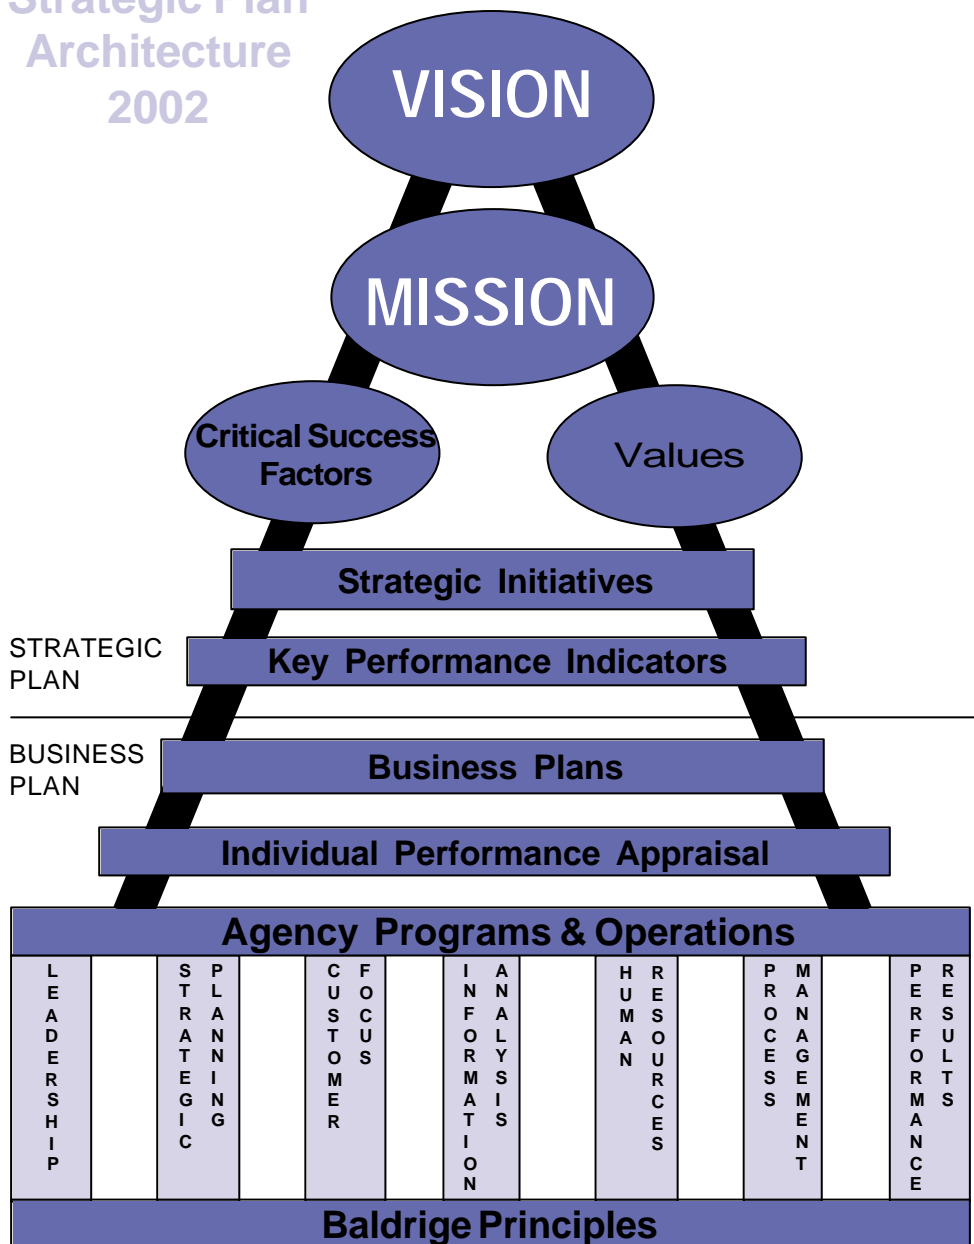 Strategic Plan
Architecture
2002
VISION
MISSION
Critical Success
Factors
Values
Strategic Initiatives
STRATEGIC
PLAN
Key Performance Indicators
BUSINESS
PLAN
Business Plans
Individual Performance Appraisal
Agency Programs & Operations
LEADERSHIP
STRATEGIC
PLANNING
CUSTOMER
FOCUS
INFORMATION
ANALYSIS
HUMAN
RESOURCES
PROCESS
MANAGEMENT
PERFORMANCE
RESULTS
Baldrige Principles